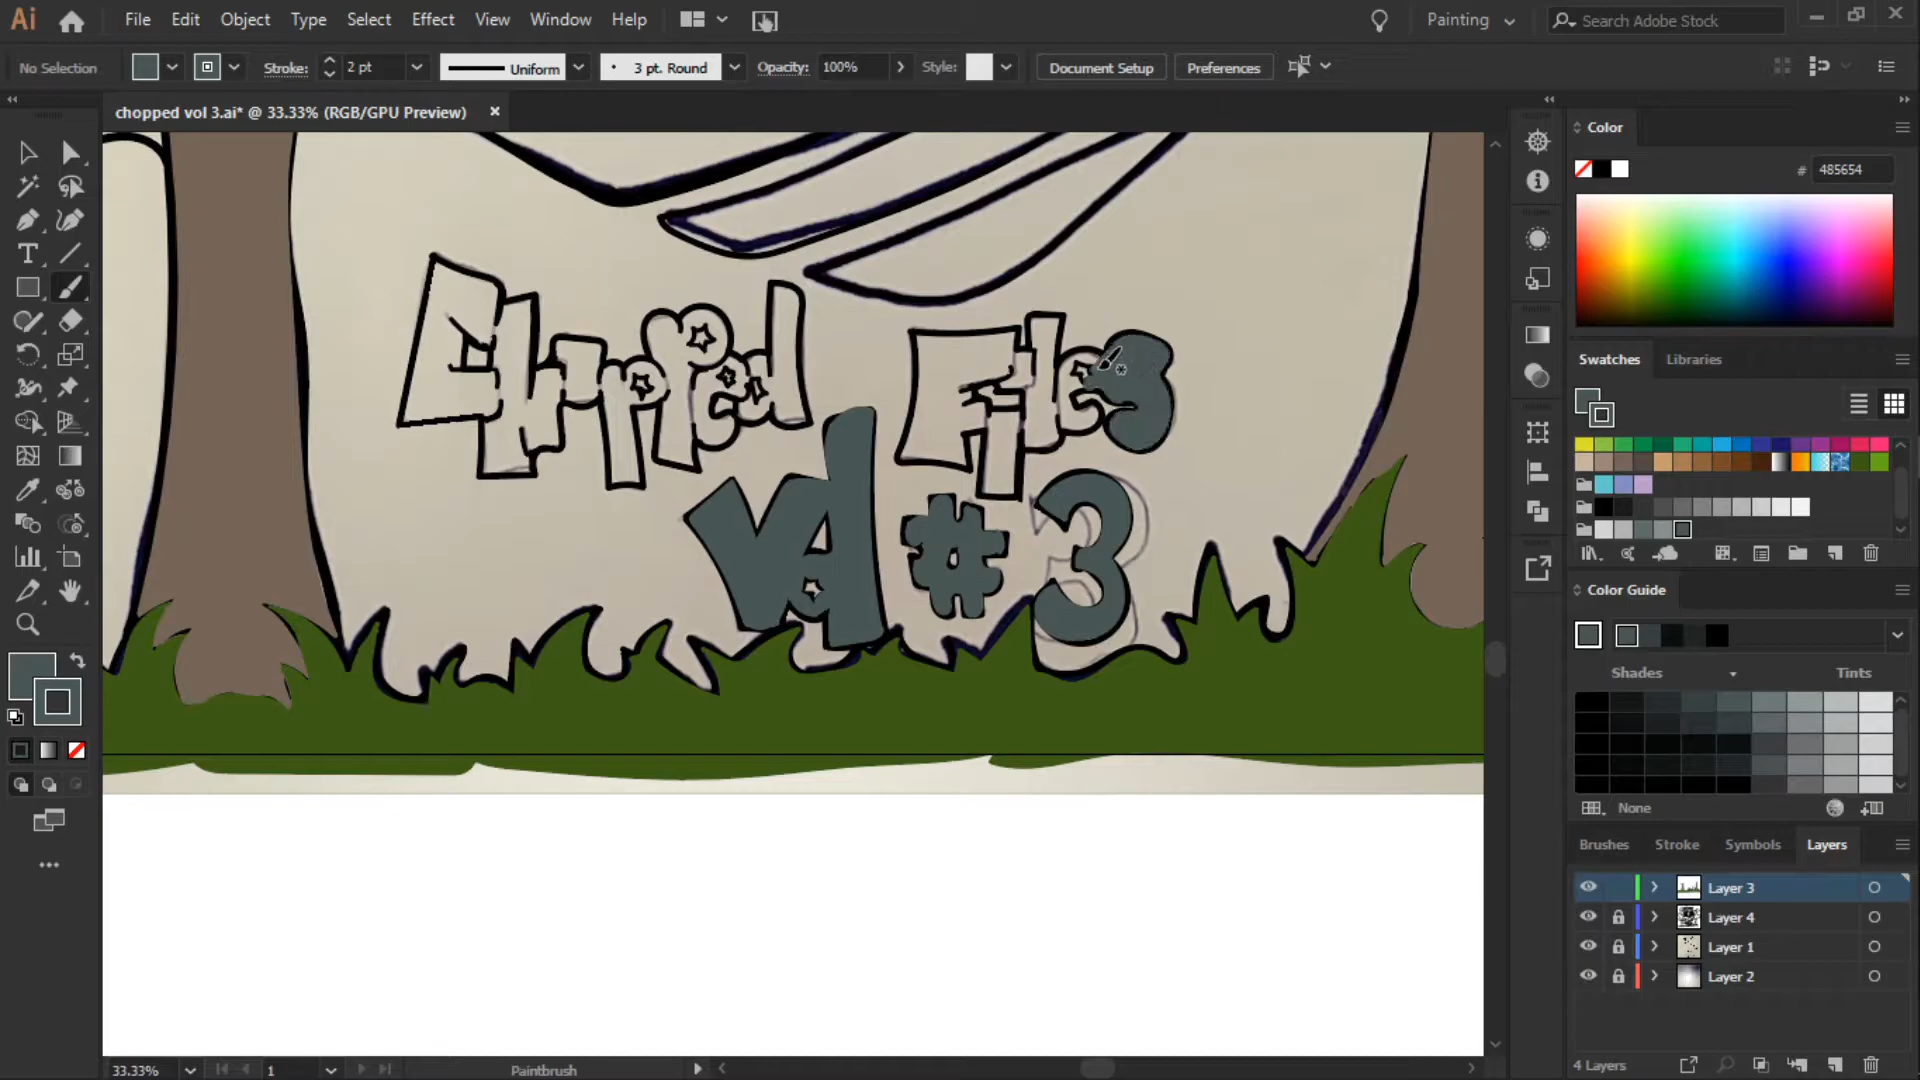 Ai File Edit Object Type Select Effect View Window Help Painting Search Adobe Stock
No Selection Stroke: 2 pt Uniform 3 pt. Round Opacity: 100% Style: Document Setup Preferences
chopped vol 3.ai* @ 33.33% (RGB/GPU Preview)
Color
# 485654
Swatches Libraries
Files
Vol # 3
Color Guide
Shades Tints
None
Brushes Stroke Symbols Layers
Layer 3
Layer 4
Layer 1
Layer 2
4 Layers
33.33% 1 Paintbrush